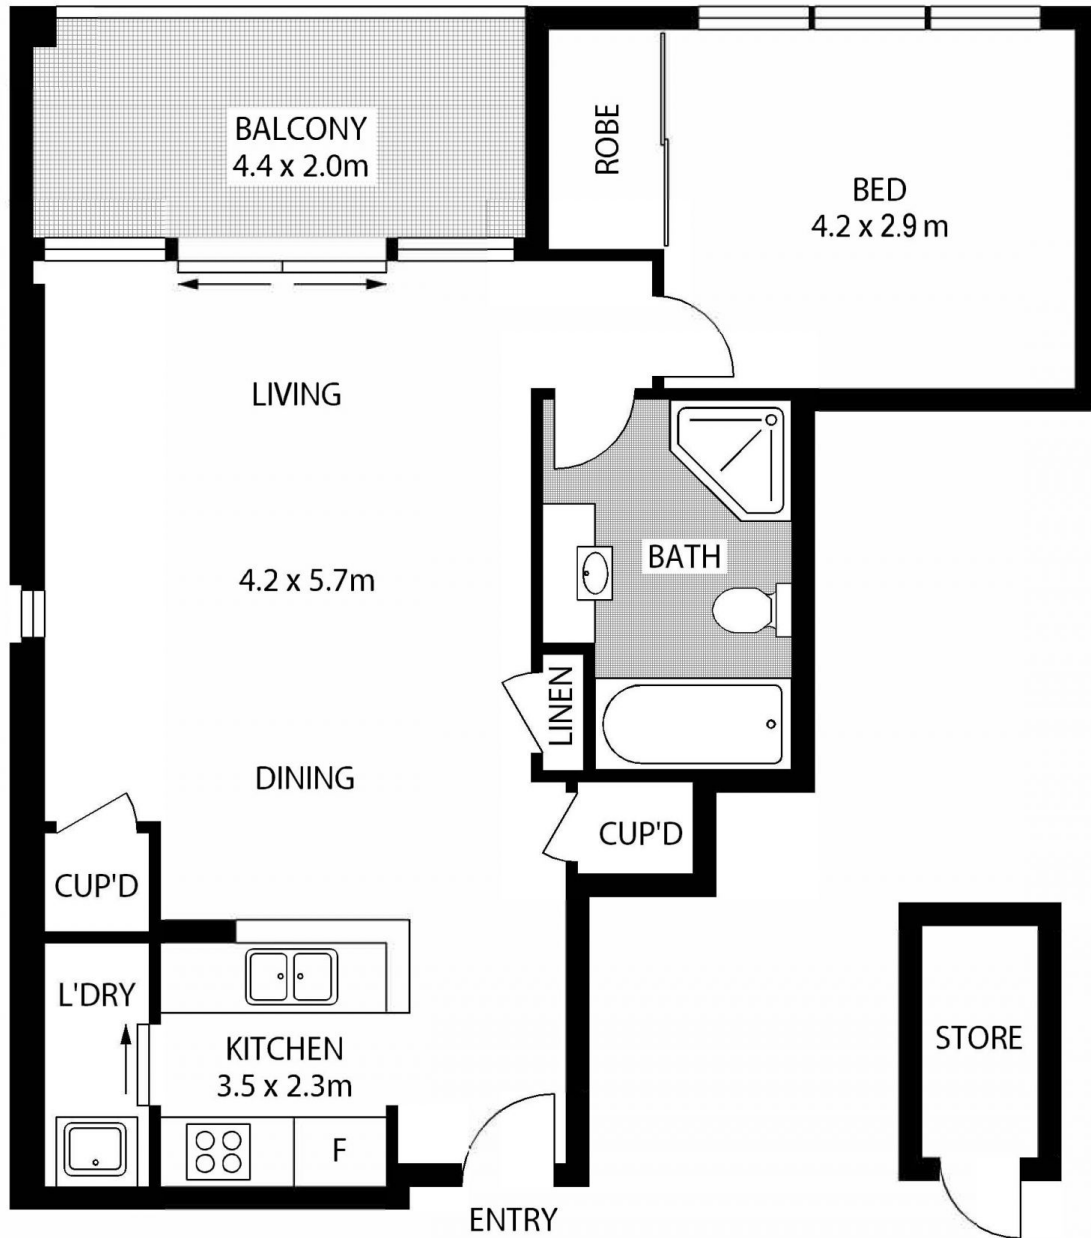 BALCONY
4.4 x 2.0m
ROBE
BED
4.2 x 2.9 m
LIVING
4.2 x 5.7m
BATH
LINEN
DINING
CUP'D
CUP'D
L'DRY
KITCHEN
3.5 x 2.3m
F
STORE
ENTRY